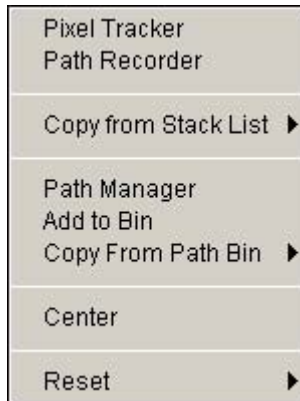 Pixel Tracker
Path Recorder
Copy from Stack List
Path Manager
Add to Bin
Copy From Path Bin
Center
Reset